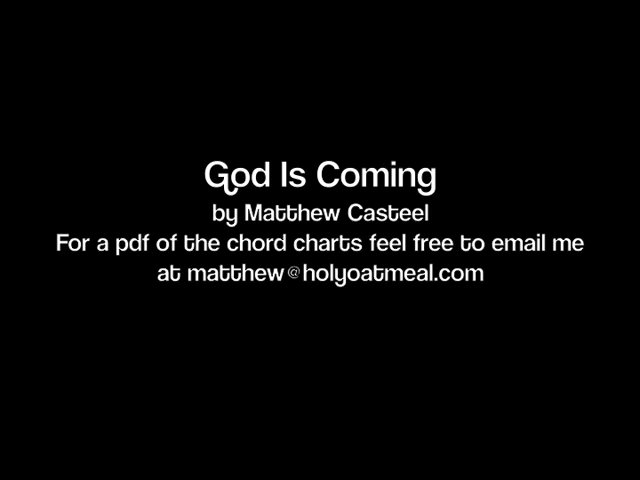 God Is Coming
by Matthew Casteel
For a pdf of the chord charts feel free to email me
at matthew@holyoatmeal.com